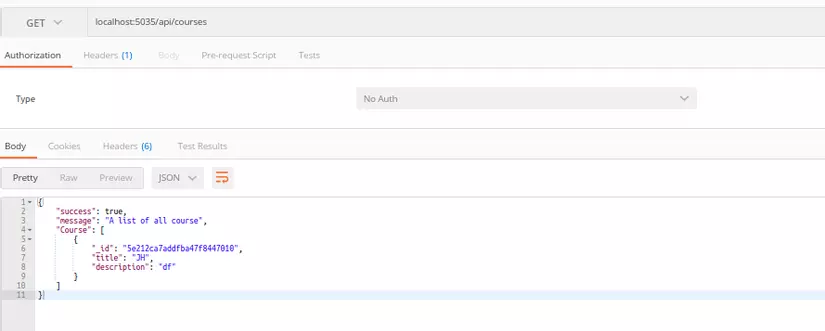 GET localhost:5035/api/courses
Authorization Headers (1) Body Pre-request Script Tests
Type No Auth
Body Cookies Headers (6) Test Results
Pretty Raw Preview JSON
1 {
2 "success": true,
3 "message": "A list of all course",
4 "Course": [
5 {
6 "_id": "5e212ca7addfba47f8447010",
7 "title": "JH",
8 "description": "df"
9 }
10 ]
11 }